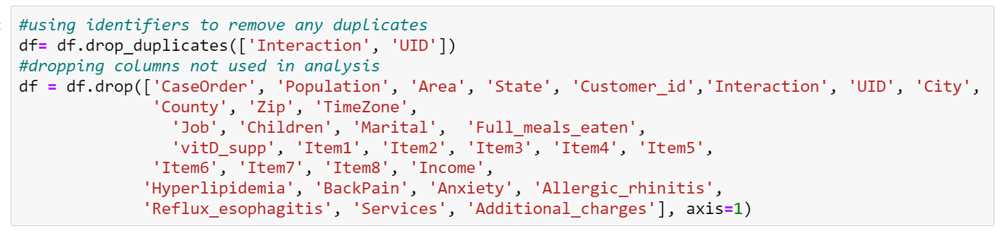 #using identifiers to remove any duplicates
df= df.drop_duplicates(['Interaction', 'UID'])
#dropping columns not used in analysis
df = df.drop(['CaseOrder', 'Population', 'Area', 'State', 'Customer_id','Interaction', 'UID', 'City',
'County', 'Zip', 'TimeZone',
'Job', 'Children', 'Marital',  'Full_meals_eaten',
'vitD_supp', 'Item1', 'Item2', 'Item3', 'Item4', 'Item5',
'Item6', 'Item7', 'Item8', 'Income',
'Hyperlipidemia', 'BackPain', 'Anxiety', 'Allergic_rhinitis',
'Reflux_esophagitis', 'Services', 'Additional_charges'], axis=1)